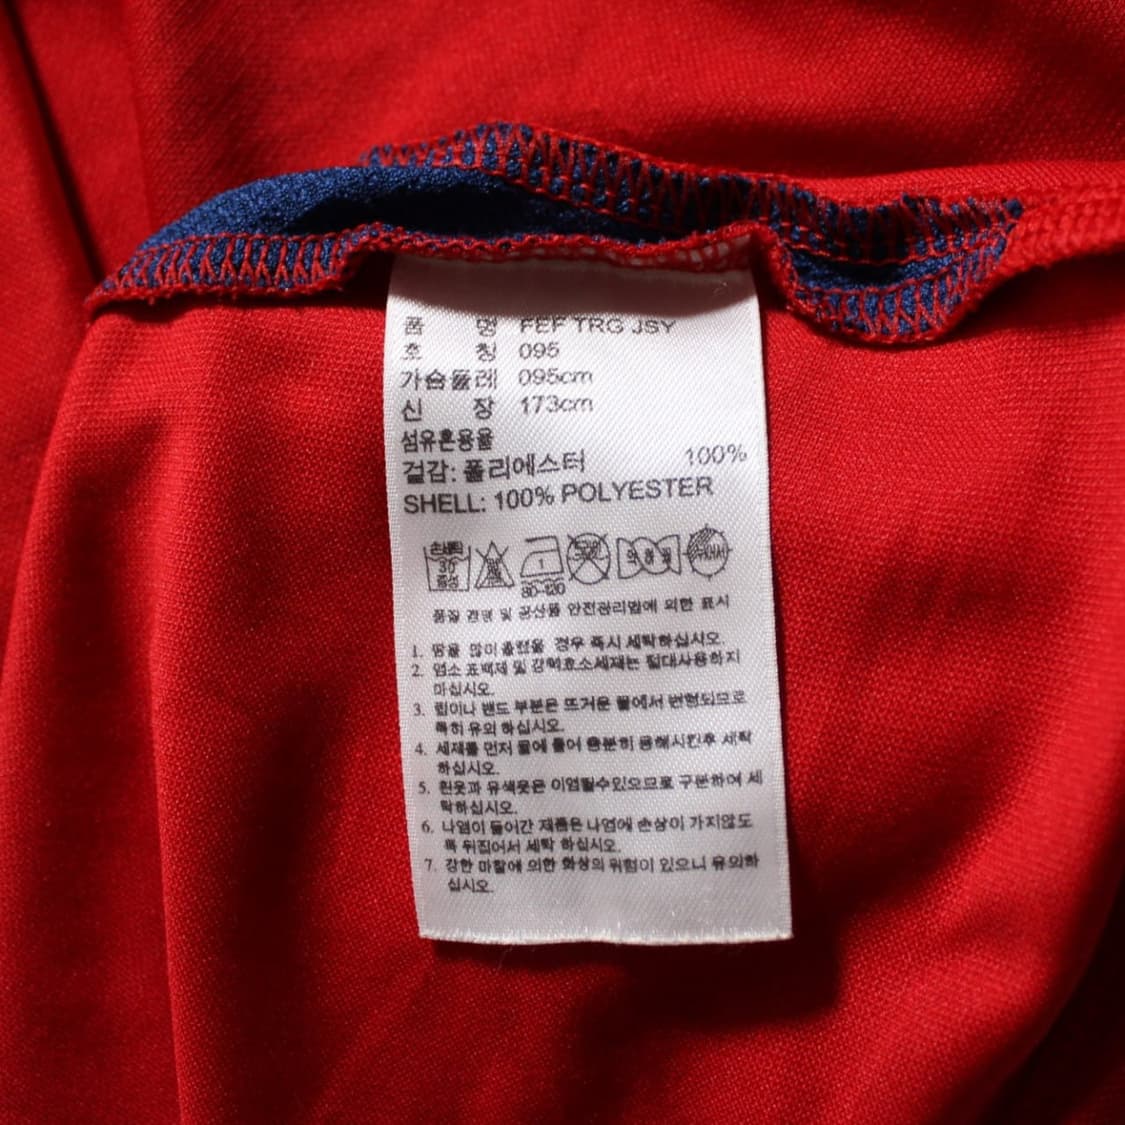 품 명 FEF TRG JSY
호 칭 095
가슴둘레 095cm
신 장 173cm
섬유혼용율
겉감: 폴리에스터 100%
SHELL: 100% POLYESTER
손세탁
30
중성
1
80-120
약하게
품질 경영 및 공산품 안전관리법에 의한 표시
1. 땀을 많이 흘렸을 경우 즉시 세탁하십시오.
2. 염소 표백제 및 강력효소세제는 절대사용하지
마십시오.
3. 립이나 밴드 부분은 뜨거운 물에서 변형되므로
특히 유의 하십시오.
4. 세제를 먼저 물에 풀어 충분히 용해시킨후 세탁
하십시오.
5. 흰옷과 유색옷은 이염될수있으므로 구분하여 세
탁하십시오.
6. 나염이 들어간 제품은 나염에 손상이 가지않도
록 뒤집어서 세탁 하십시오.
7. 강한 마찰에 의한 화상의 위험이 있으니 유의하
십시오.